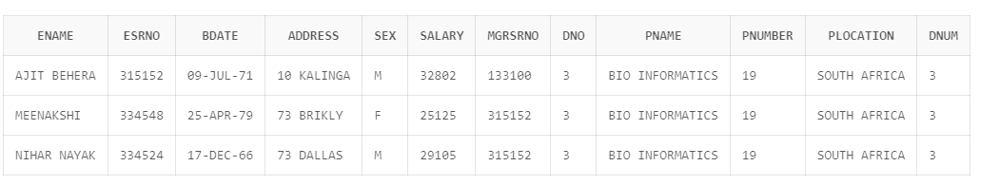 ENAME ESRNO BDATE ADDRESS SEX SALARY MGRSRNO DNO PNAME PNUMBER PLOCATION DNUM
AJIT BEHERA 315152 09-JUL-71 10 KALINGA M 32802 133100 3 BIO INFORMATICS 19 SOUTH AFRICA 3
MEENAKSHI 334548 25-APR-79 73 BRIKLY F 25125 315152 3 BIO INFORMATICS 19 SOUTH AFRICA 3
NIHAR NAYAK 334524 17-DEC-66 73 DALLAS M 29105 315152 3 BIO INFORMATICS 19 SOUTH AFRICA 3